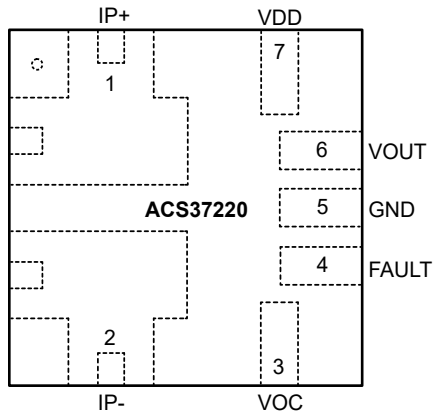 IP+ VDD
1 7
6 VOUT
ACS37220 5 GND
4 FAULT
2 3
IP- VOC